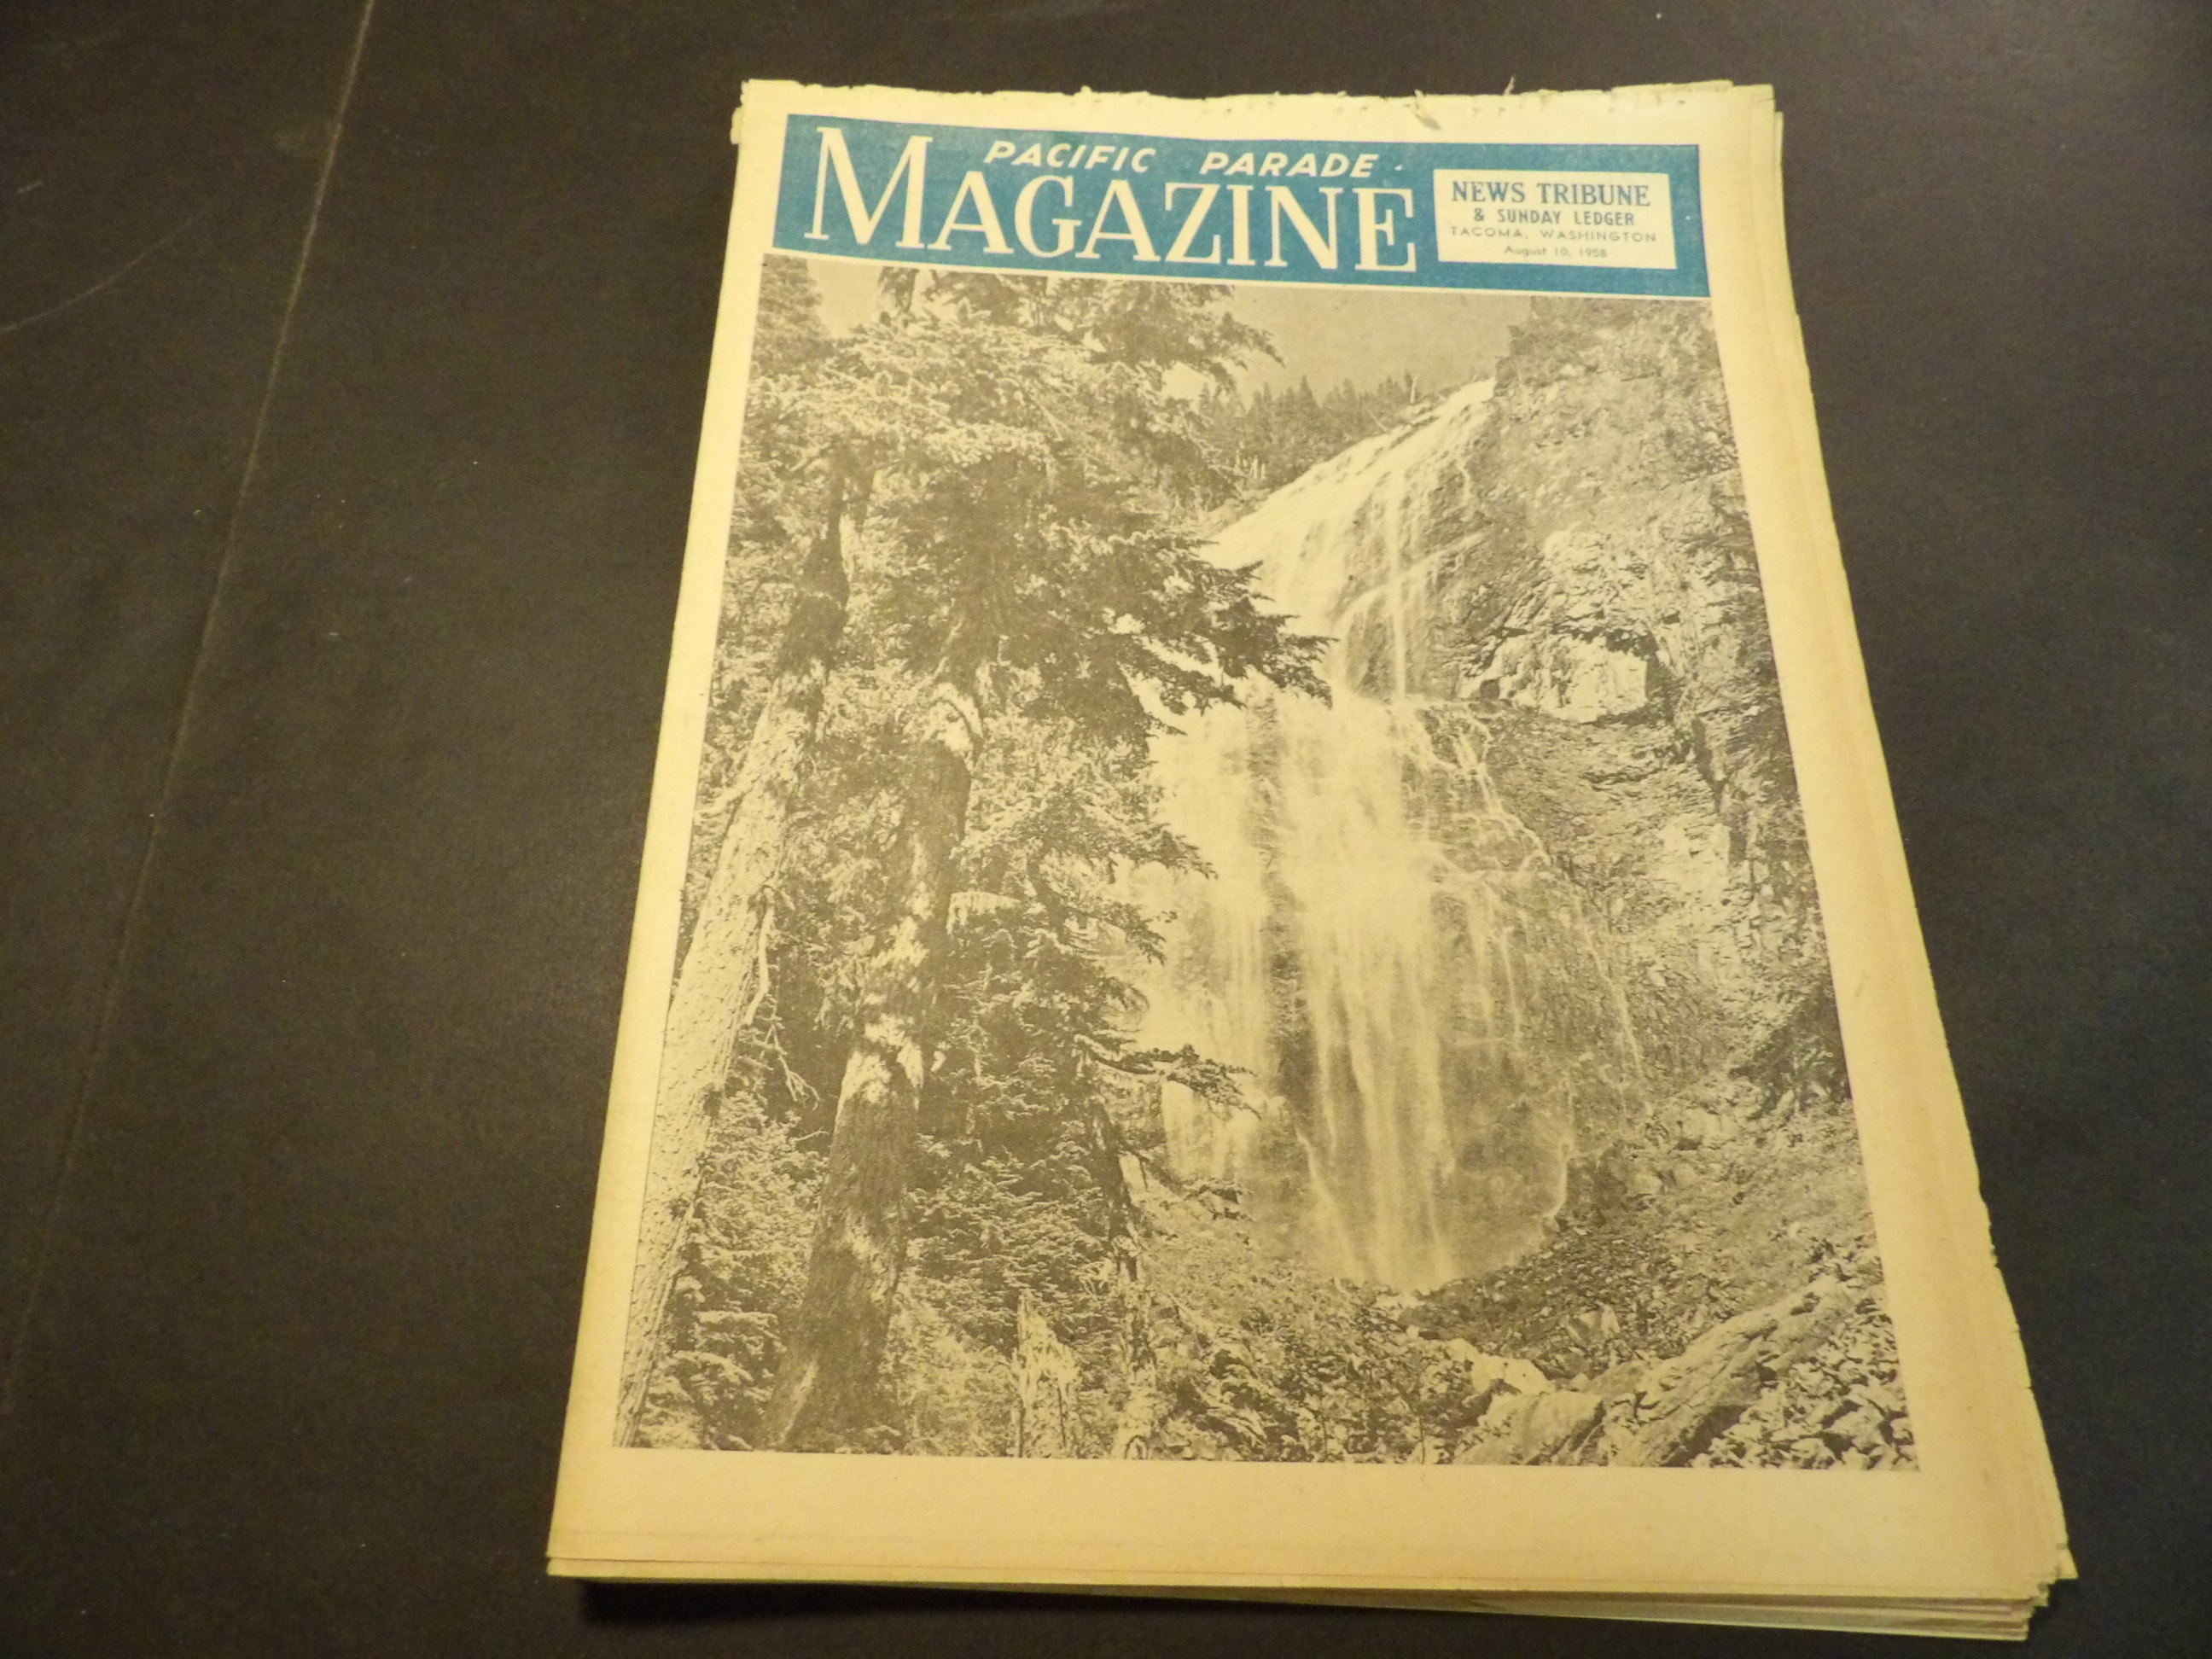 PACIFIC PARADE
MAGAZINE
NEWS TRIBUNE
& SUNDAY LEDGER
TACOMA, WASHINGTON
August 10, 1958